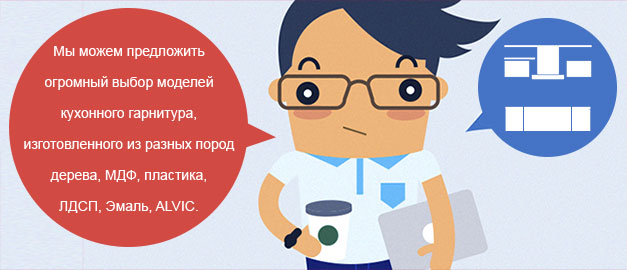 Мы можем предложить
огромный выбор моделей
кухонного гарнитура,
изготовленного из разных пород
дерева, МДФ, пластика,
ЛДСП, Эмаль, ALVIC.